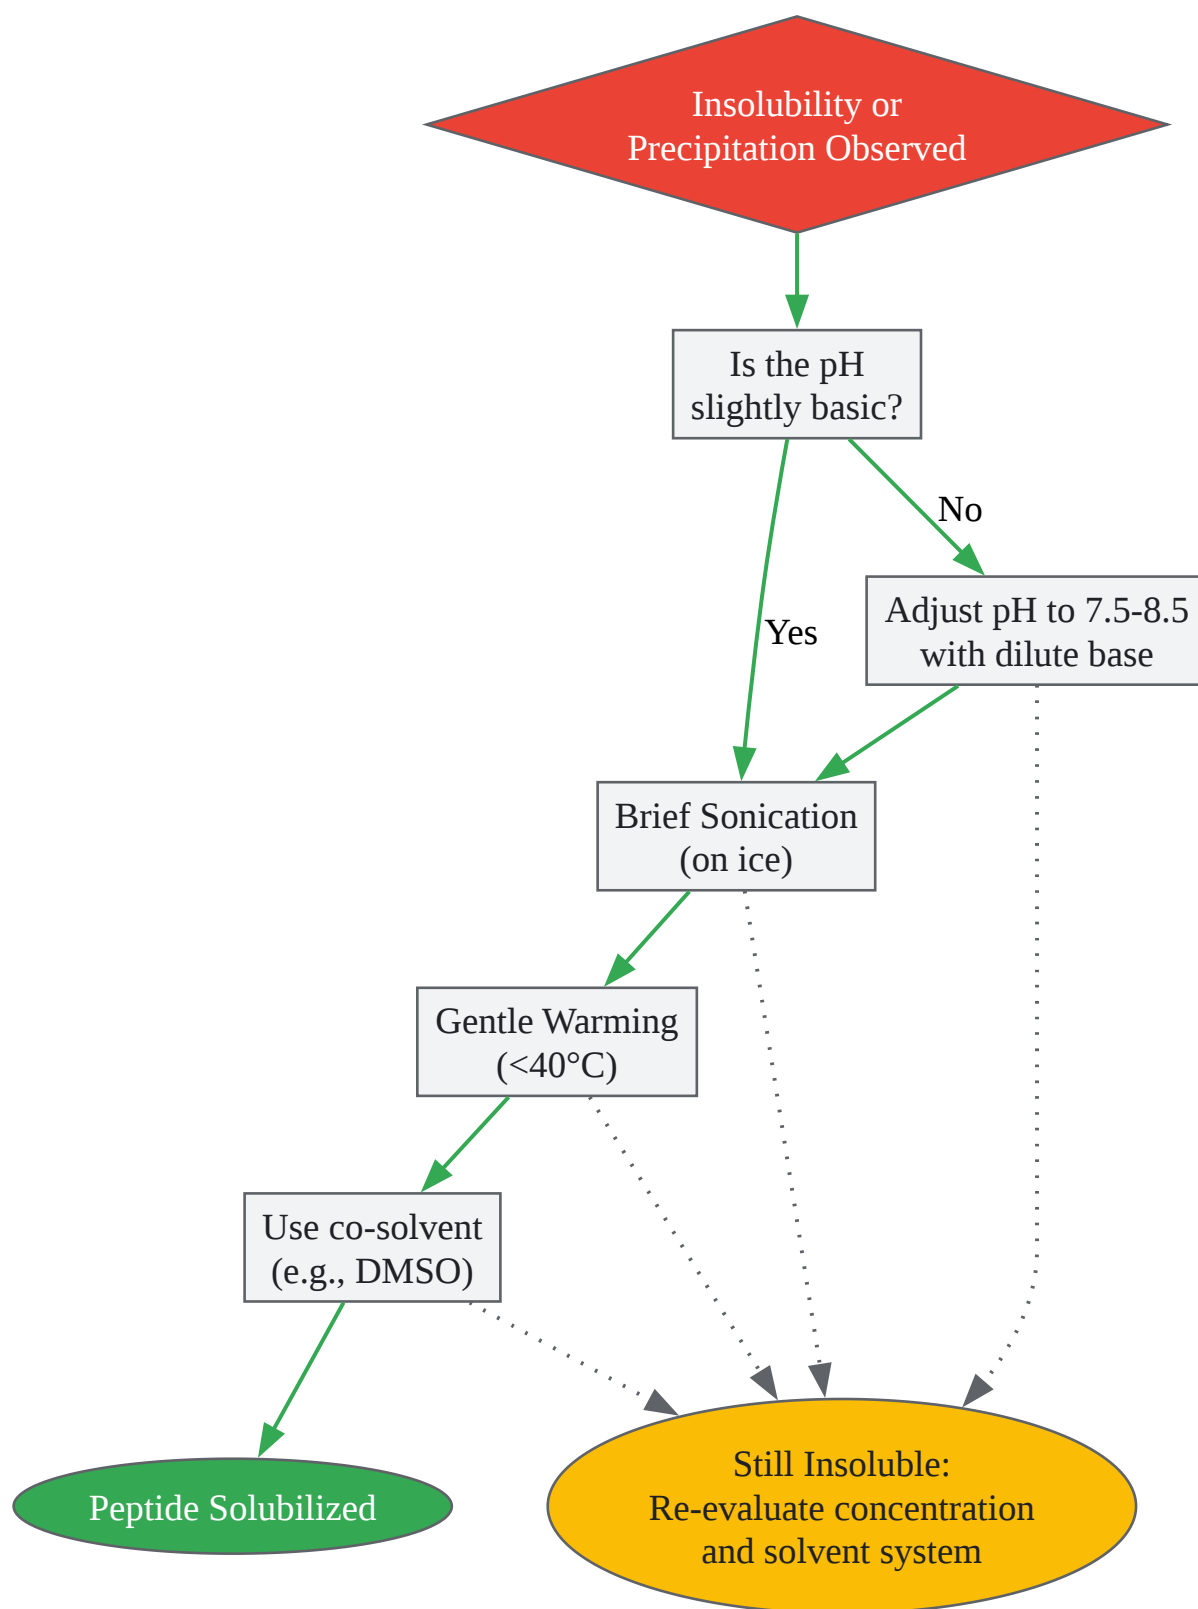 Insolubility or
Precipitation Observed
Is the pH
slightly basic?
No
Adjust pH to 7.5-8.5
with dilute base
Yes
Brief Sonication
(on ice)
Gentle Warming
(<40°C)
Use co-solvent
(e.g., DMSO)
Peptide Solubilized
Still Insoluble:
Re-evaluate concentration
and solvent system